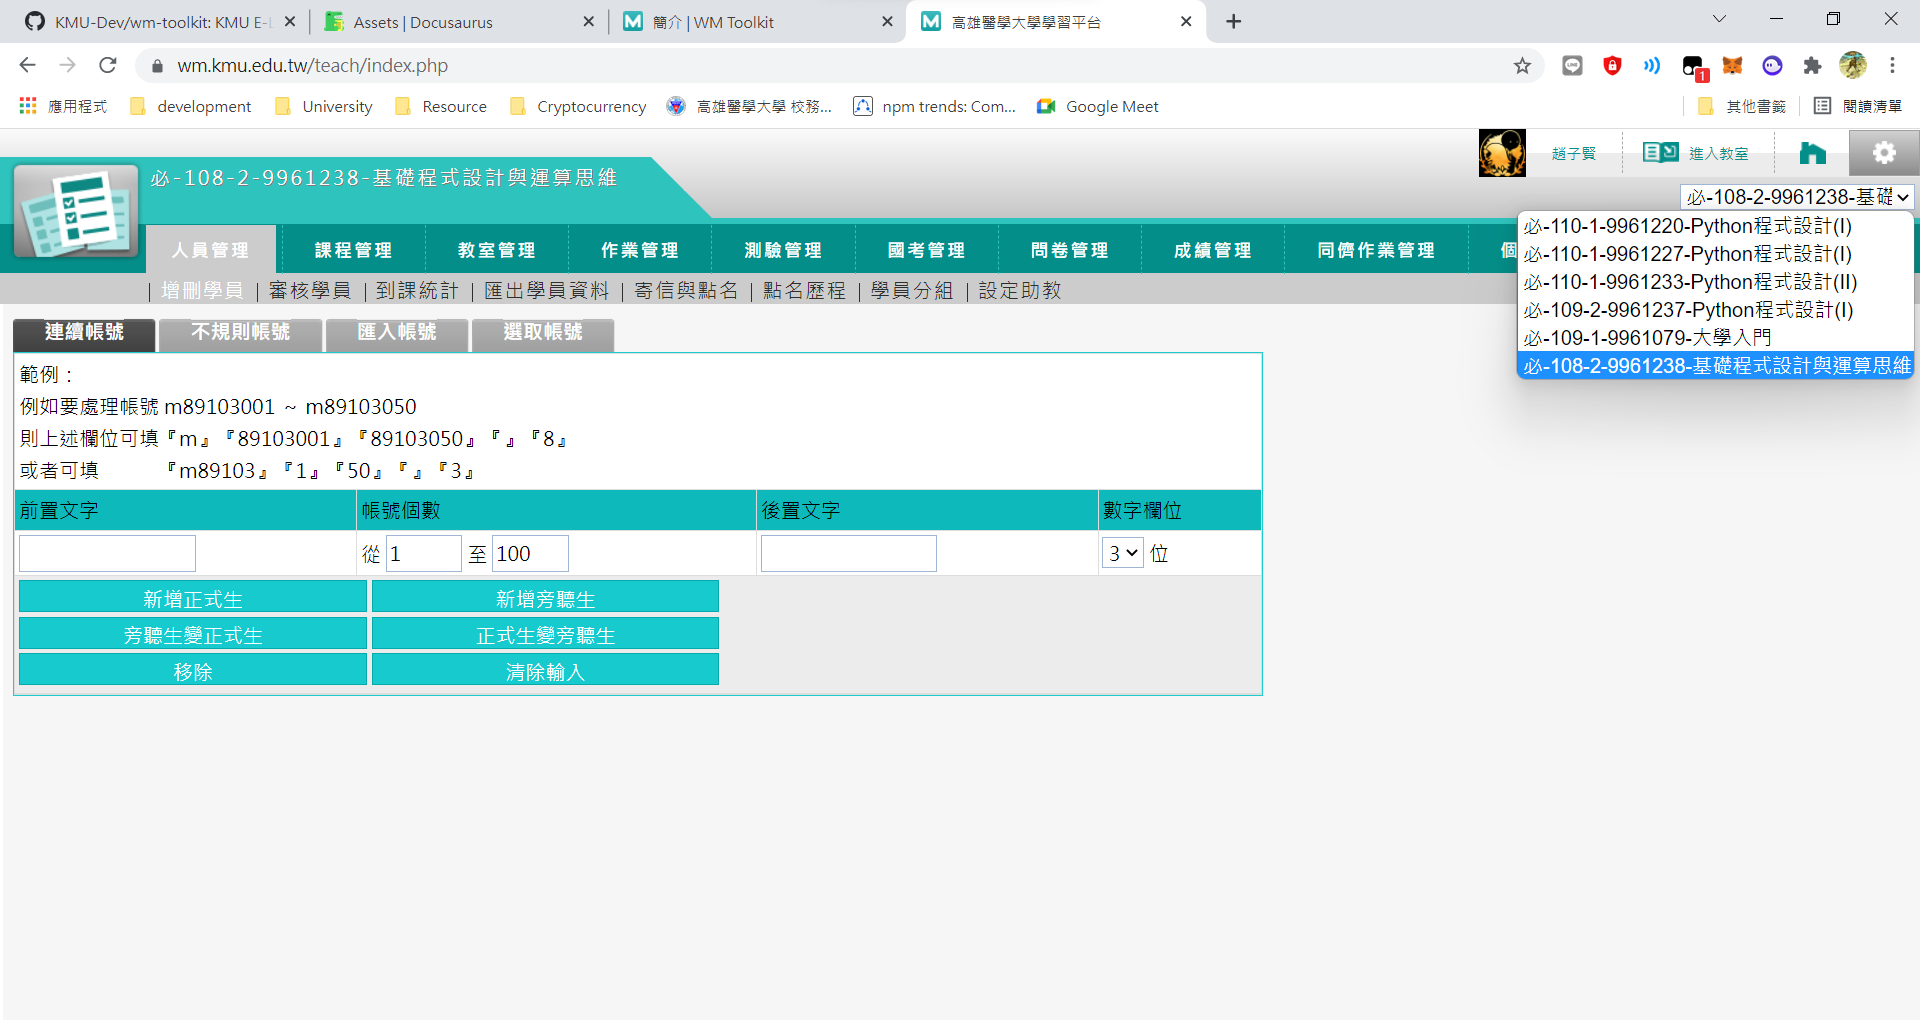 KMU-Dev/wm-toolkit: KMU E-L
Assets | Docusaurus
簡介 | WM Toolkit
高雄醫學大學學習平台
wm.kmu.edu.tw/teach/index.php
1
應用程式
development
University
Resource
Cryptocurrency
高雄醫學大學 校務...
npm trends: Com...
Google Meet
其他書籤
閱讀清單
趙子賢
進入教室
必-108-2-9961238-基礎程式設計與運算思維
必-108-2-9961238-基礎
必-110-1-9961220-Python程式設計(I)
必-110-1-9961227-Python程式設計(I)
必-110-1-9961233-Python程式設計(II)
必-109-2-9961237-Python程式設計(I)
必-109-1-9961079-大學入門
必-108-2-9961238-基礎程式設計與運算思維
人員管理
課程管理
教室管理
作業管理
測驗管理
國考管理
問卷管理
成績管理
同儕作業管理
個
增刪學員 | 審核學員 | 到課統計 | 匯出學員資料 | 寄信與點名 | 點名歷程 | 學員分組 | 設定助教
連續帳號
不規則帳號
匯入帳號
選取帳號
範例：
例如要處理帳號 m89103001 ~ m89103050
則上述欄位可填『m』『89103001』『89103050』『』『8』
或者可填 『m89103』『1』『50』『』『3』
前置文字
帳號個數
後置文字
數字欄位
從 1 至 100
3 位
新增正式生
新增旁聽生
旁聽生變正式生
正式生變旁聽生
移除
清除輸入